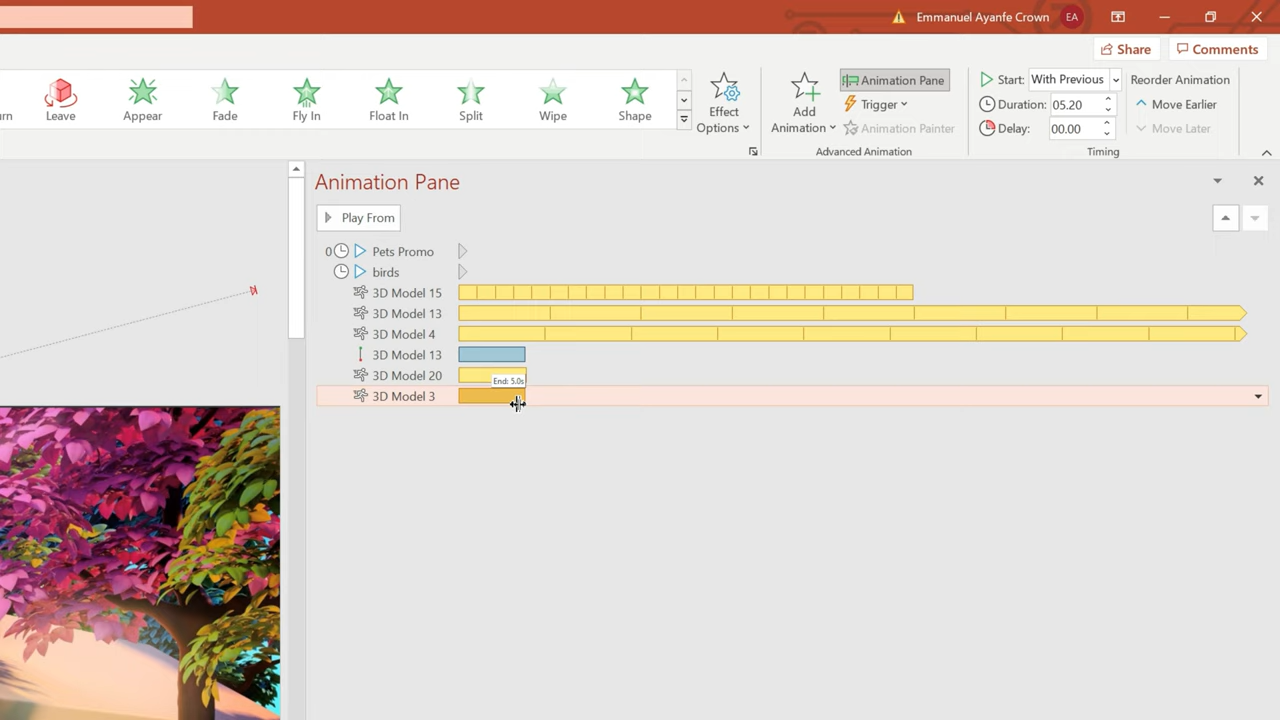 Emmanuel Ayanfe Crown EA
Share Comments
urn Leave Appear Fade Fly In Float In Split Wipe Shape
Effect Options
Add Animation
Animation Pane
Trigger
Animation Painter
Advanced Animation
Start: With Previous
Duration: 05.20
Delay: 00.00
Reorder Animation
Move Earlier
Move Later
Timing
Animation Pane
Play From
0 Pets Promo
birds
3D Model 15
3D Model 13
3D Model 4
3D Model 13
3D Model 20
End: 5.0s
3D Model 3